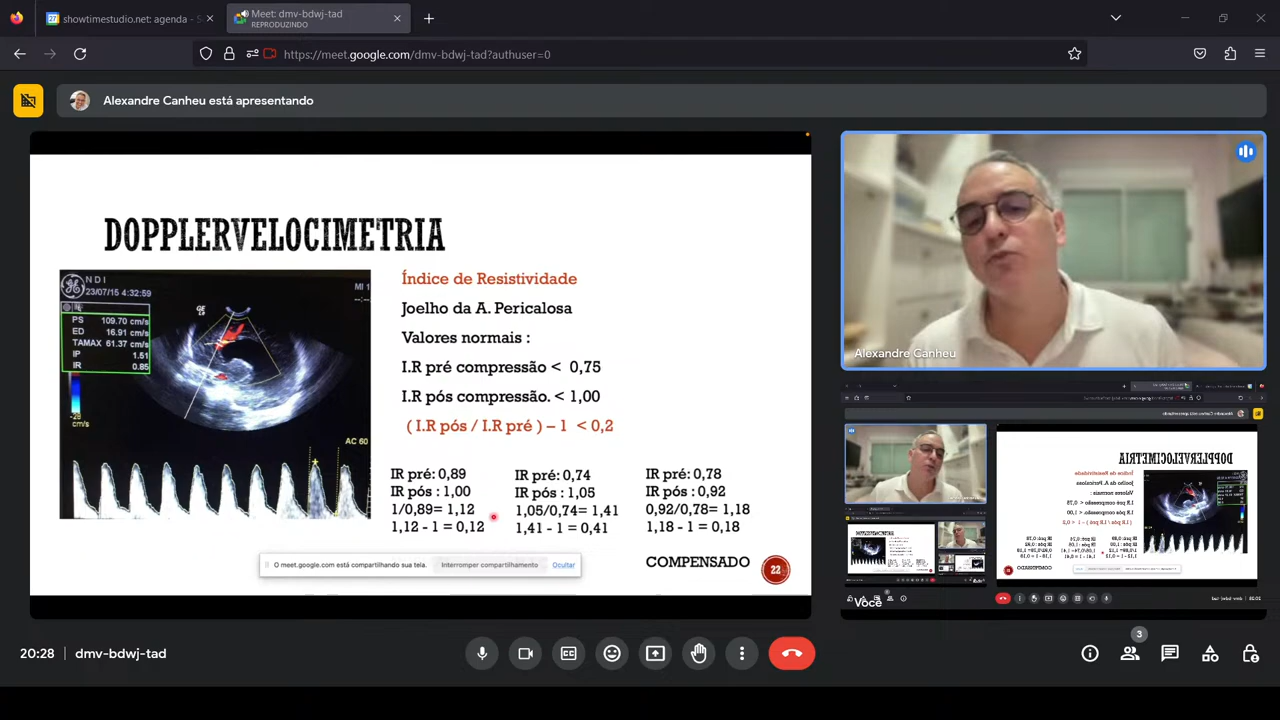 showtimestudio.net: agenda - S
Meet: dmv-bdwj-tad
REPRODUZINDO
https://meet.google.com/dmv-bdwj-tad?authuser=0
Alexandre Canheu está apresentando
DOPPLERVELOCIMETRIA
NDI
23/07/15 4:32:59
MI 1
PS 109.70 cm/s
ED 16.91 cm/s
TAMAX 61.37 cm/s
IP 1.51
IR 0.85
-28
cm/s
AC 60
Índice de Resistividade
Joelho da A. Pericalosa
Valores normais :
I.R pré compressão < 0,75
I.R pós compressão. < 1,00
( I.R pós / I.R pré ) – 1 < 0,2
IR pré: 0,89
IR pós : 1,00
1/0/89= 1,12
1,12 - 1 = 0,12
IR pré: 0,74
IR pós : 1,05
1,05/0,74= 1,41
1,41 - 1 = 0,41
IR pré: 0,78
IR pós : 0,92
0,92/0,78= 1,18
1,18 - 1 = 0,18
COMPENSADO
22
O meet.google.com está compartilhando sua tela.
Interromper compartilhamento
Ocultar
Alexandre Canheu
Você
20:28 | dmv-bdwj-tad
3